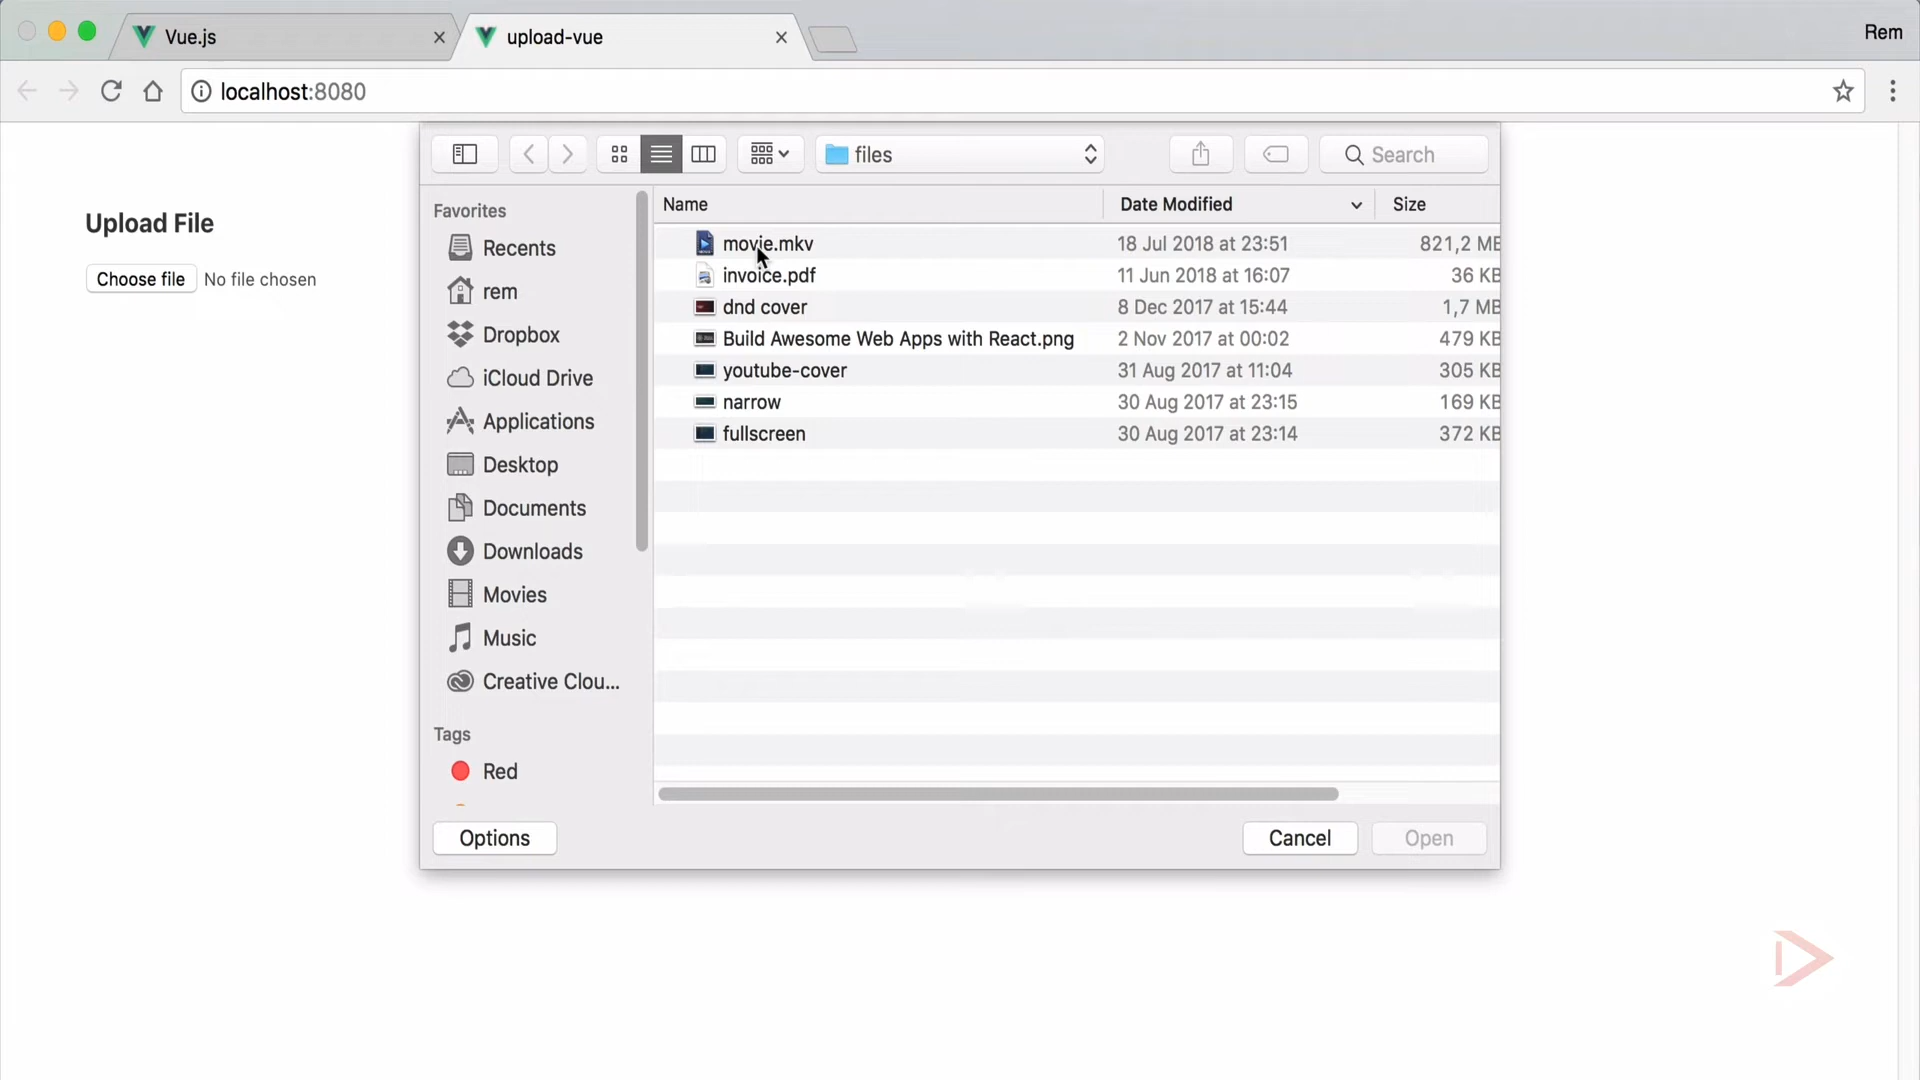 Vue.js
upload-vue
Rem
localhost:8080
files
Search
Upload File
Choose file No file chosen
Favorites
Recents
rem
Dropbox
iCloud Drive
Applications
Desktop
Documents
Downloads
Movies
Music
Creative Clou...
Tags
Red
Name Date Modified Size
movie.mkv 18 Jul 2018 at 23:51 821,2 MB
invoice.pdf 11 Jun 2018 at 16:07 36 KB
dnd cover 8 Dec 2017 at 15:44 1,7 MB
Build Awesome Web Apps with React.png 2 Nov 2017 at 00:02 479 KB
youtube-cover 31 Aug 2017 at 11:04 305 KB
narrow 30 Aug 2017 at 23:15 169 KB
fullscreen 30 Aug 2017 at 23:14 372 KB
Options
Cancel
Open